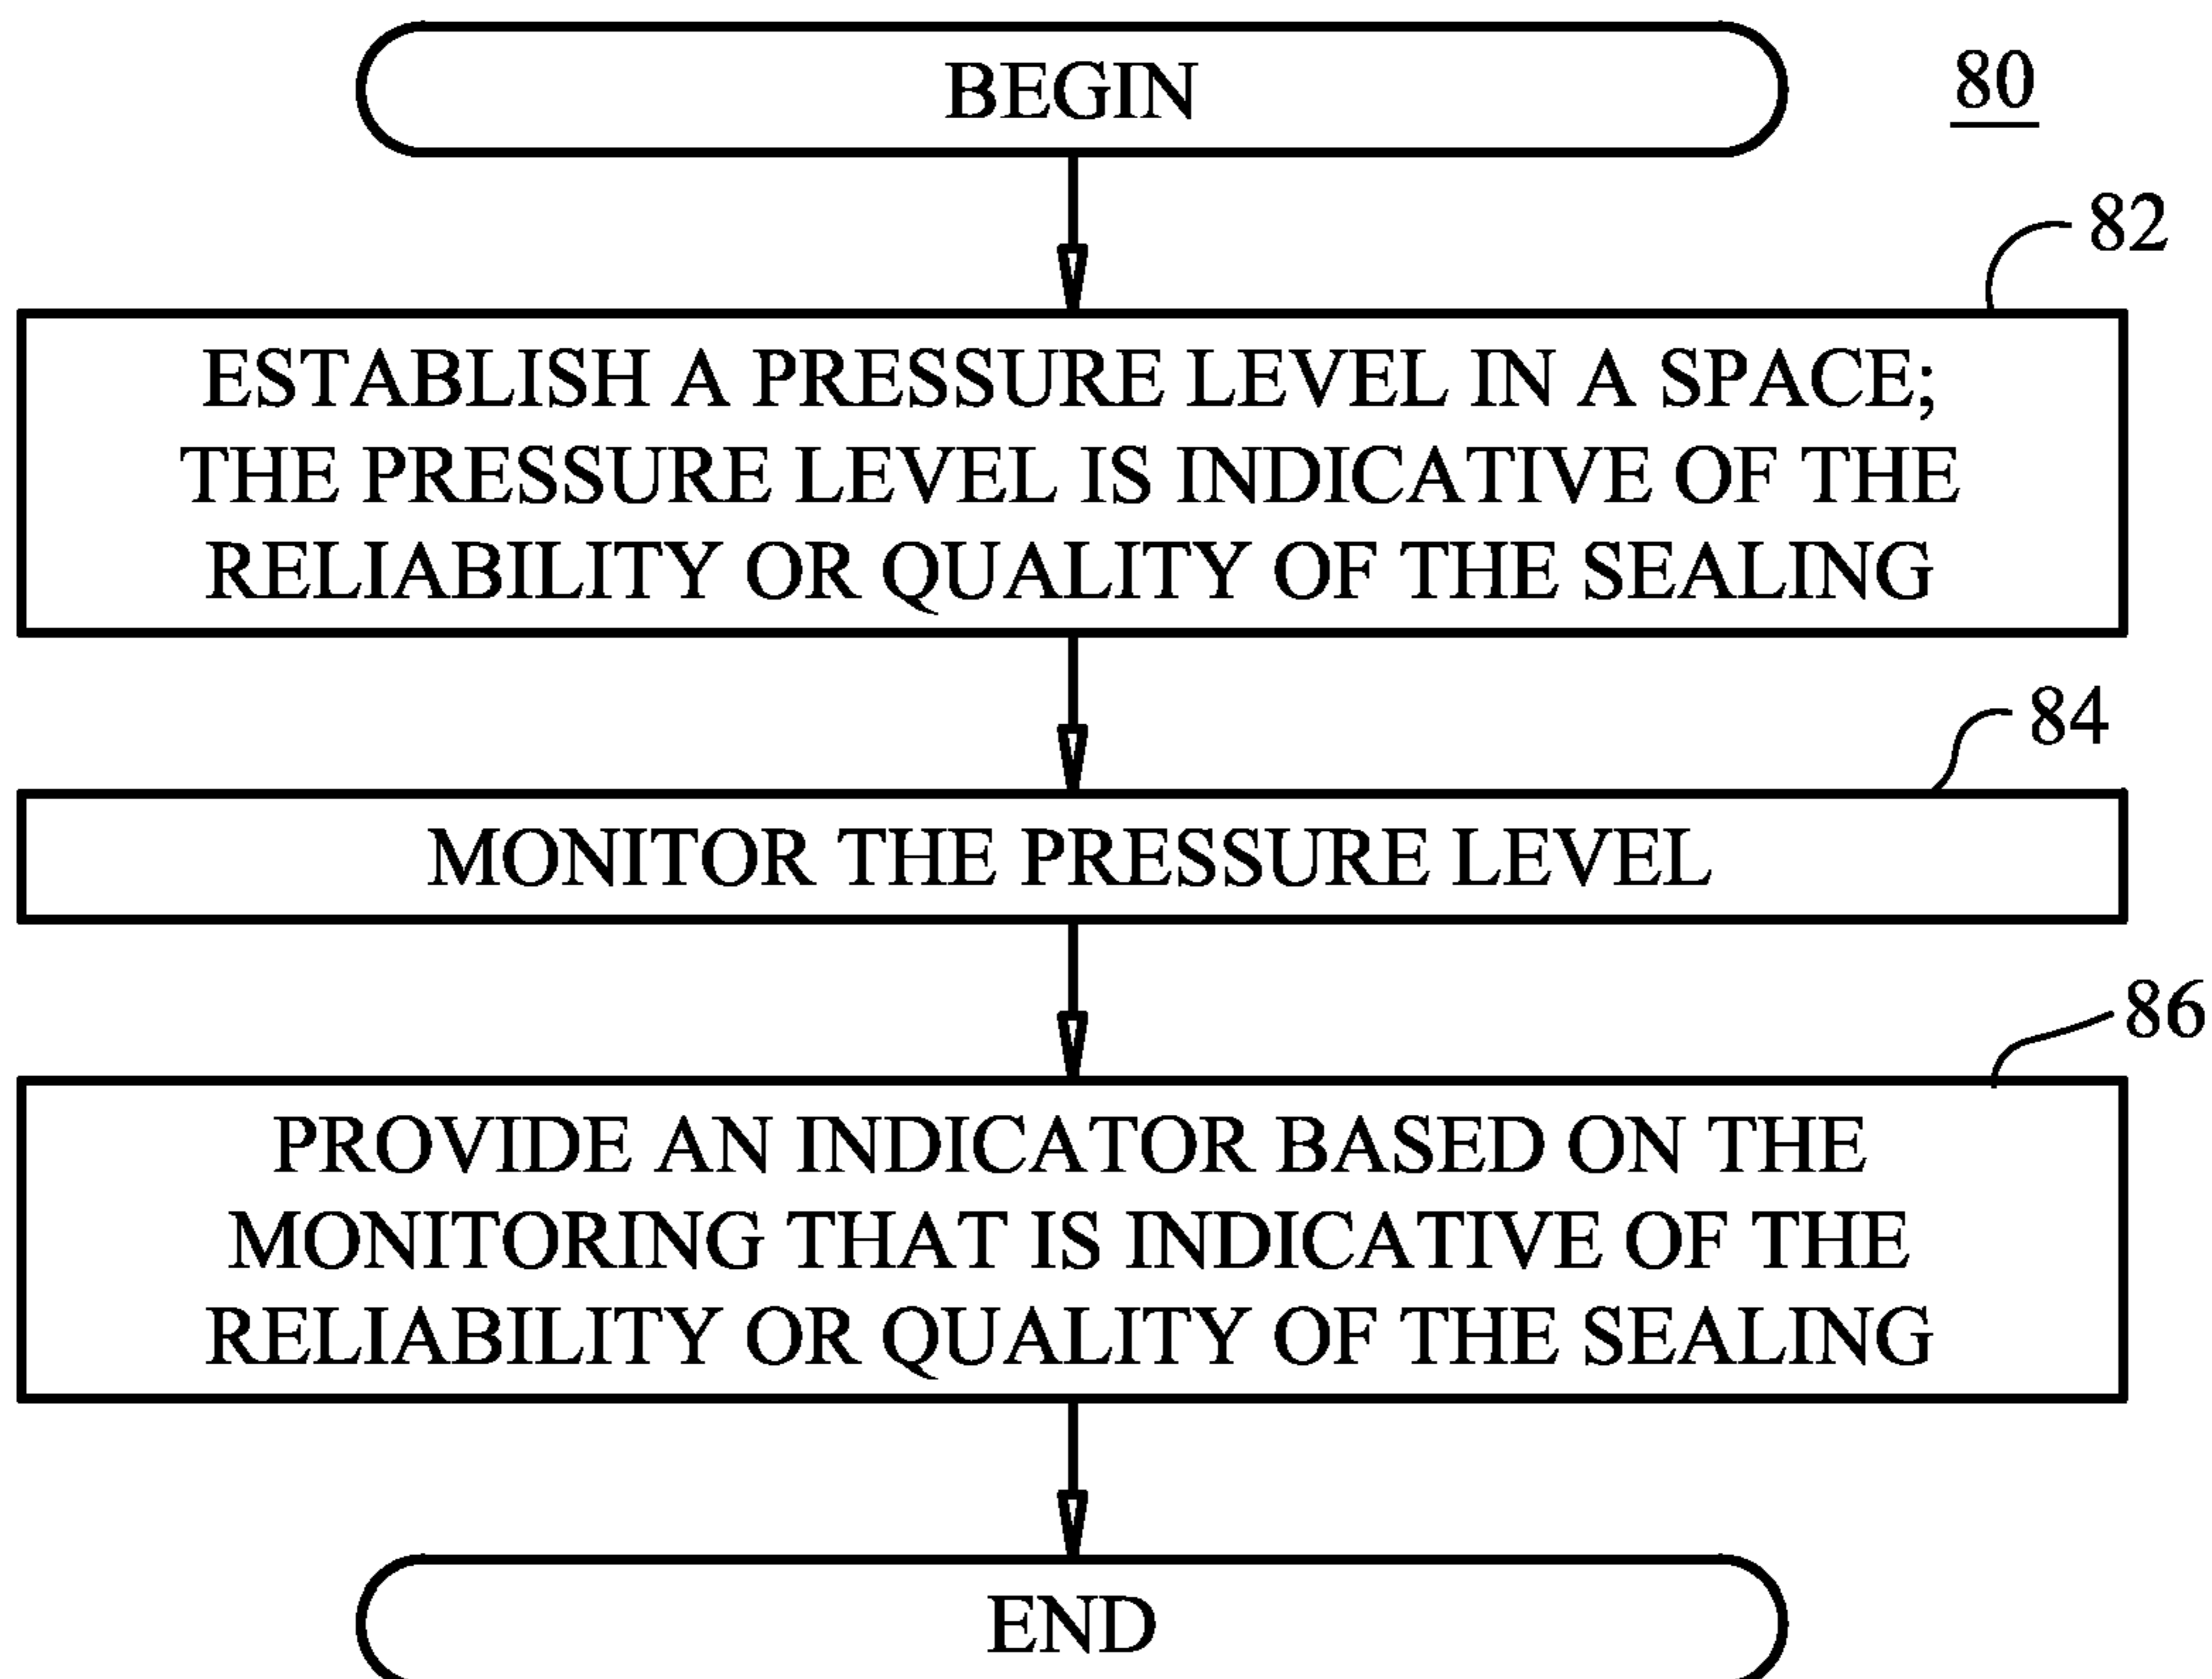 BEGIN
80
82
ESTABLISH A PRESSURE LEVEL IN A SPACE;
THE PRESSURE LEVEL IS INDICATIVE OF THE
RELIABILITY OR QUALITY OF THE SEALING
84
MONITOR THE PRESSURE LEVEL
86
PROVIDE AN INDICATOR BASED ON THE
MONITORING THAT IS INDICATIVE OF THE
RELIABILITY OR QUALITY OF THE SEALING
END